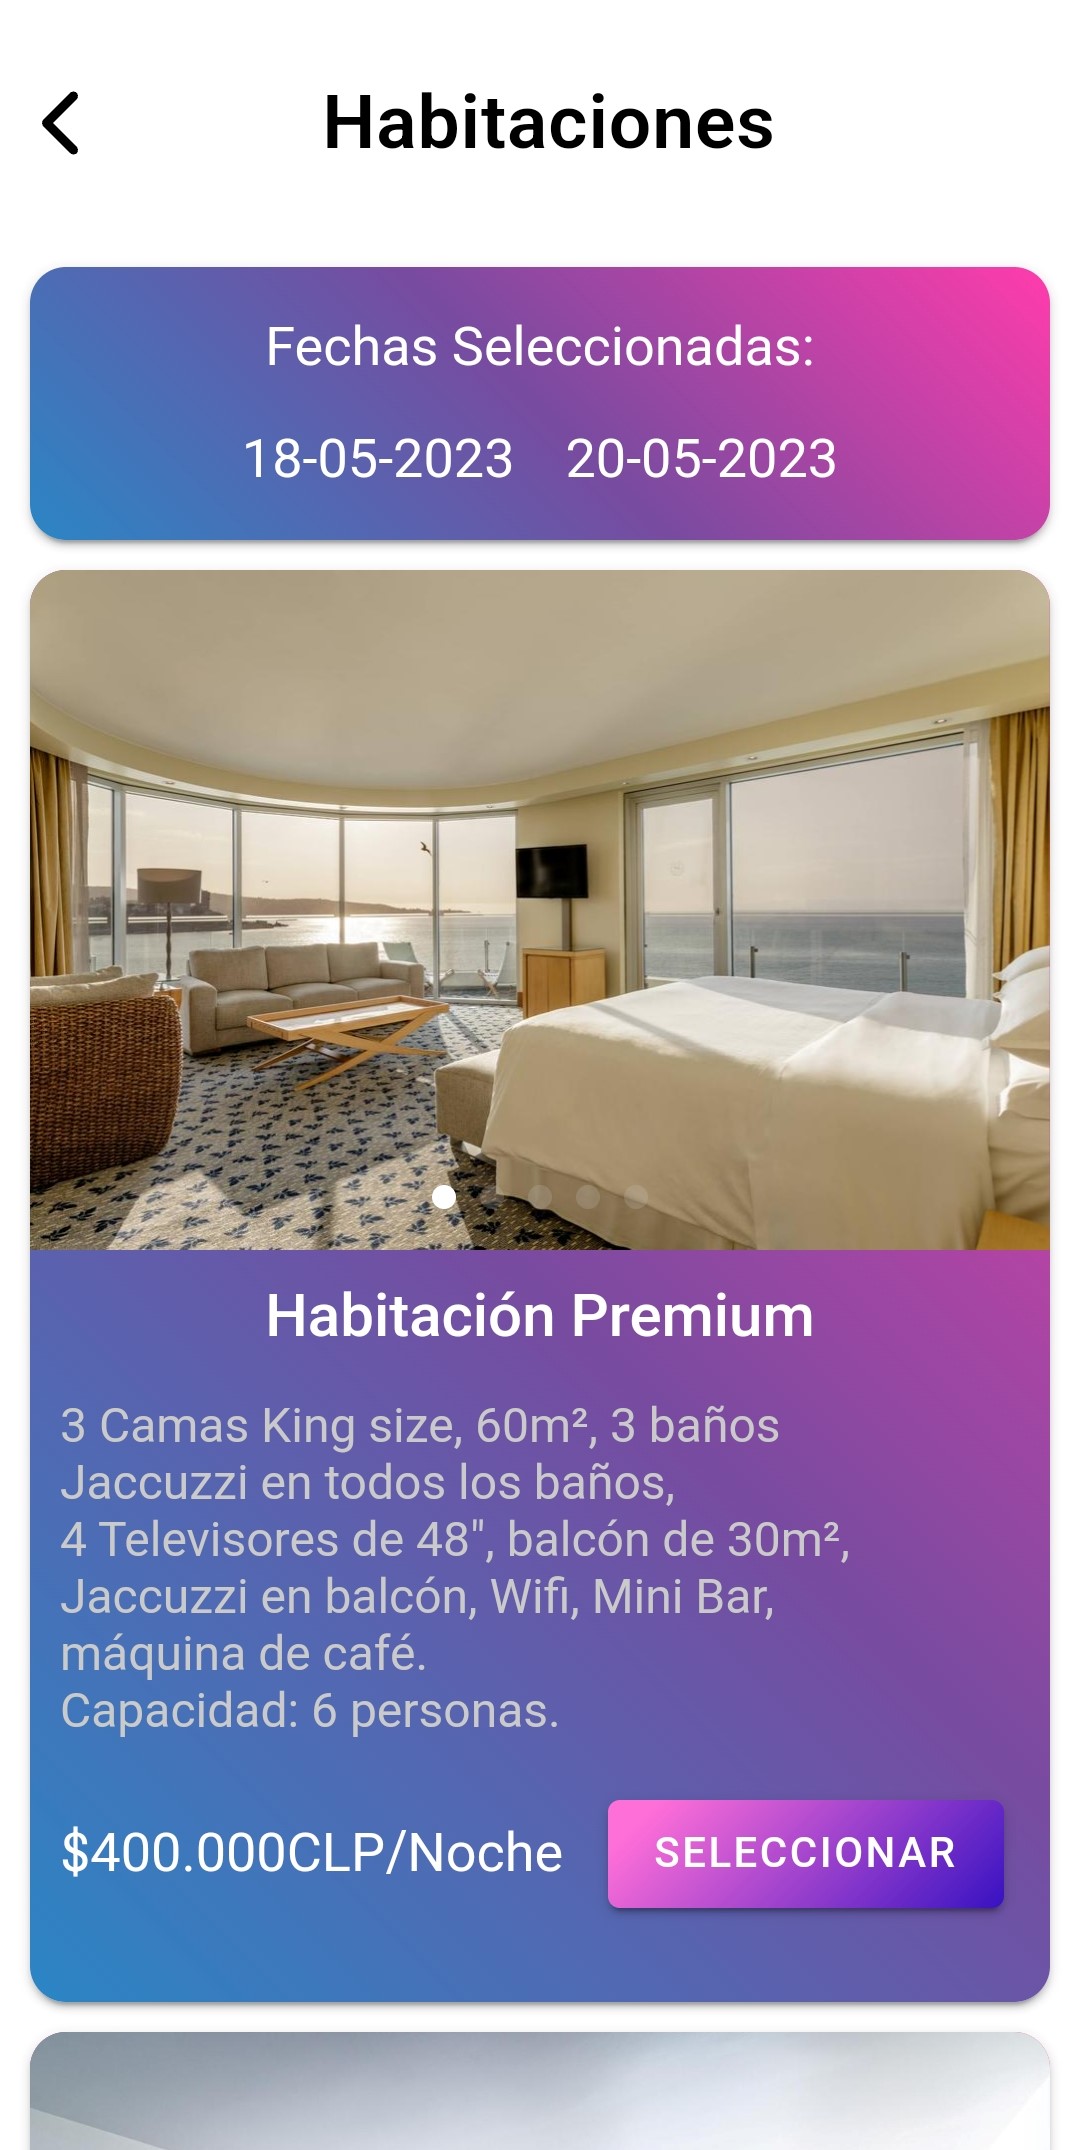 Habitaciones
Fechas Seleccionadas:
18-05-2023 20-05-2023
Habitación Premium
3 Camas King size, 60m², 3 baños
Jaccuzzi en todos los baños,
4 Televisores de 48", balcón de 30m²,
Jaccuzzi en balcón, Wifi, Mini Bar,
máquina de café.
Capacidad: 6 personas.
$400.000CLP/Noche SELECCIONAR